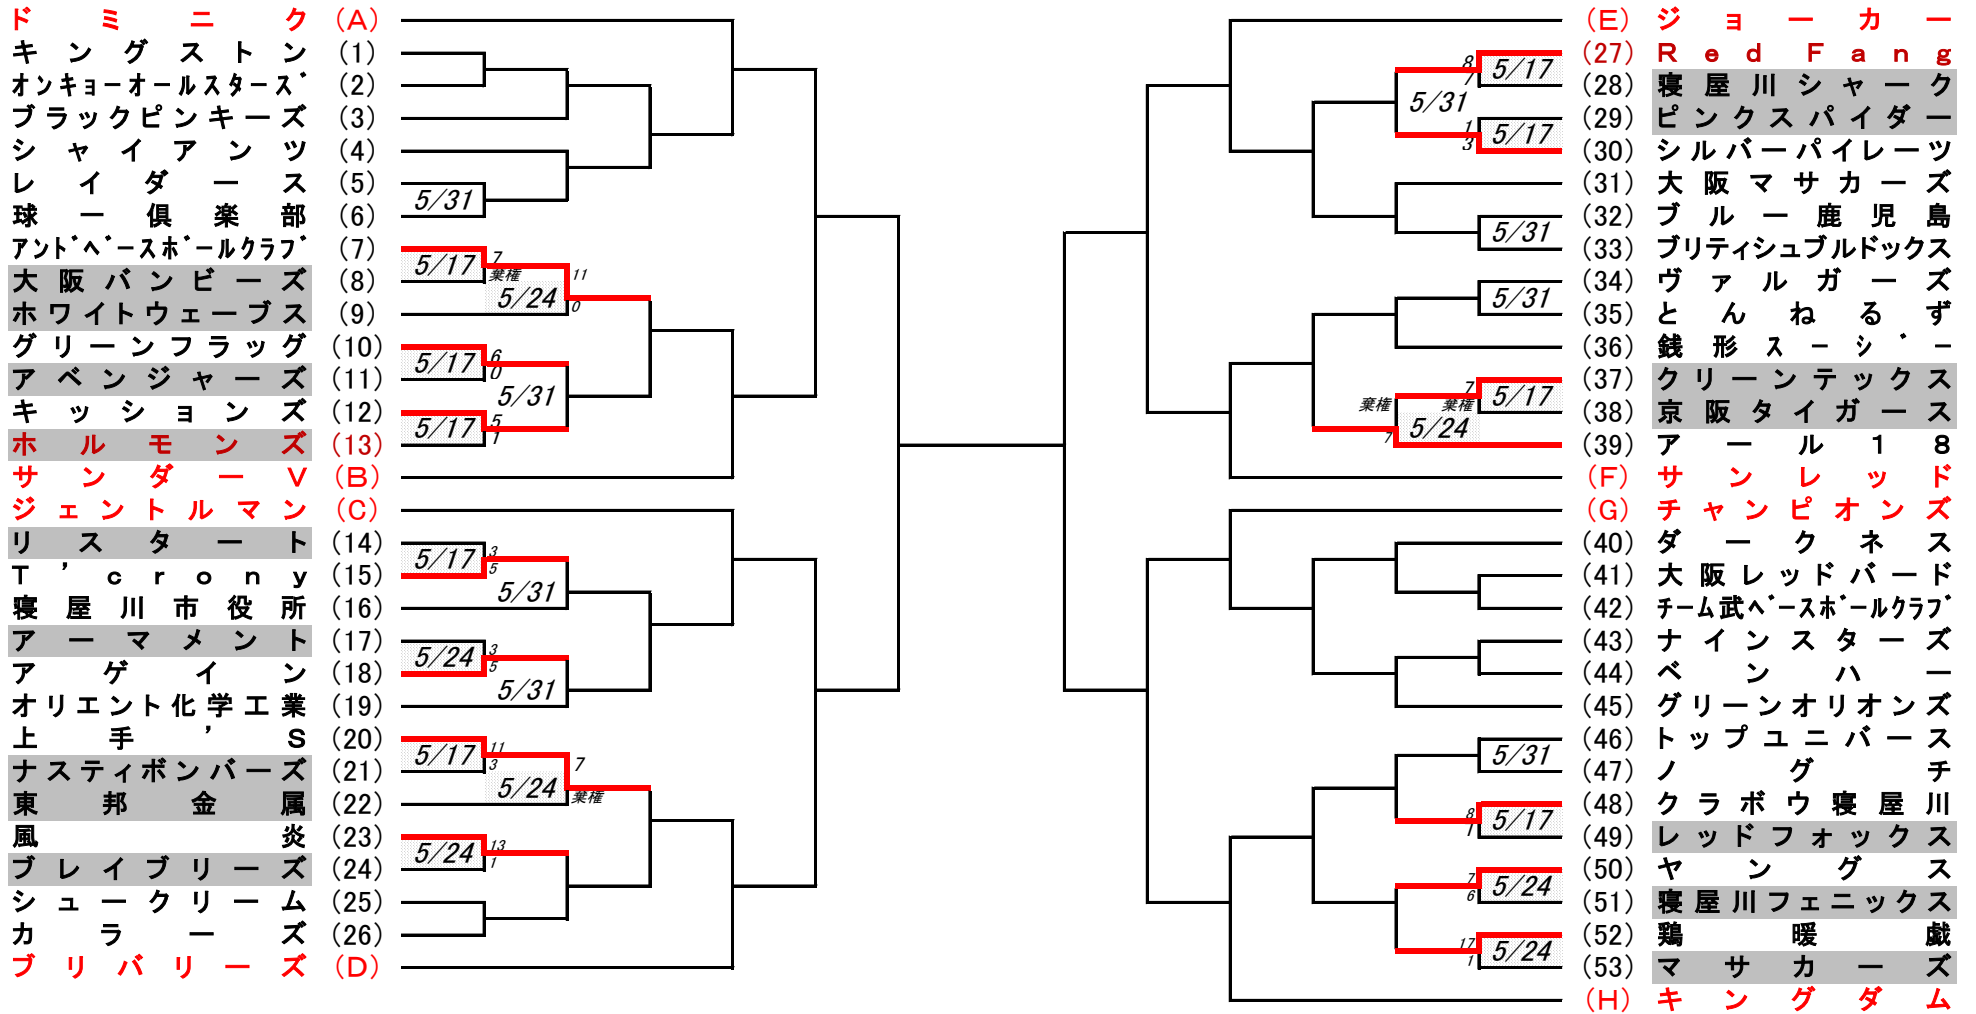 ドミニク (A)
キングストン (1)
オンキョーオールスターズ (2)
ブラックピンキーズ (3)
シャイアンツ (4)
レイダース (5)
5/31
球一倶楽部 (6)
アンドベースボールクラブ (7)
5/17 7 棄権
大阪バンビーズ (8)
5/24 11 0
ホワイトウェーブス (9)
グリーンフラッグ (10)
5/17 6 0
アベンジャーズ (11)
5/31
キッションズ (12)
5/17 5 1
ホルモンズ (13)
サンダーV (B)
ジェントルマン (C)
リスタート (14)
5/17 3 5
T'crony (15)
5/31
寝屋川市役所 (16)
アーマメント (17)
5/24 3 5
アゲイン (18)
5/31
オリエント化学工業 (19)
上手'S (20)
5/17 11 3
ナスティボンバーズ (21)
5/24 7 棄権
東邦金属 (22)
風炎 (23)
5/24 13 1
ブレイブリーズ (24)
シュークリーム (25)
カラーズ (26)
ブリバリーズ (D)
(E) ジョーカー
(27) Red Fang
8 7 5/17
(28) 寝屋川シャーク
5/31
(29) ピンクスパイダー
1 3 5/17
(30) シルバーパイレーツ
(31) 大阪マサカーズ
(32) ブルー鹿児島
5/31
(33) ブリティシュブルドックス
(34) ヴァルガーズ
5/31
(35) とんねるず
(36) 銭形スージー
(37) クリーンテックス
7 棄権 5/17
(38) 京阪タイガース
棄権 7 5/24
(39) アール18
(F) サンレッド
(G) チャンピオンズ
(40) ダークネス
(41) 大阪レッドバード
(42) チーム武ベースボールクラブ
(43) ナインスターズ
(44) ベンハー
(45) グリーンオリオンズ
(46) トップユニバース
5/31
(47) ノグチ
(48) クラボウ寝屋川
8 1 5/17
(49) レッドフォックス
(50) ヤングス
7 6 5/24
(51) 寝屋川フェニックス
(52) 鶏暖戯
17 1 5/24
(53) マサカーズ
(H) キングダム